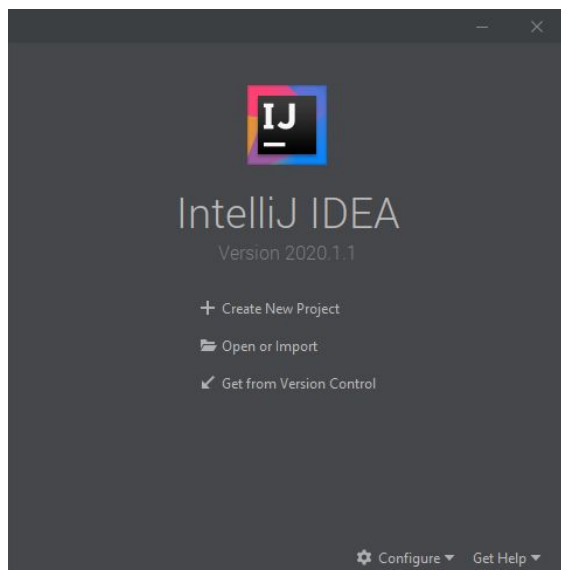 IJ
IntelliJ IDEA
Version 2020.1.1
Create New Project
Open or Import
Get from Version Control
Configure Get Help